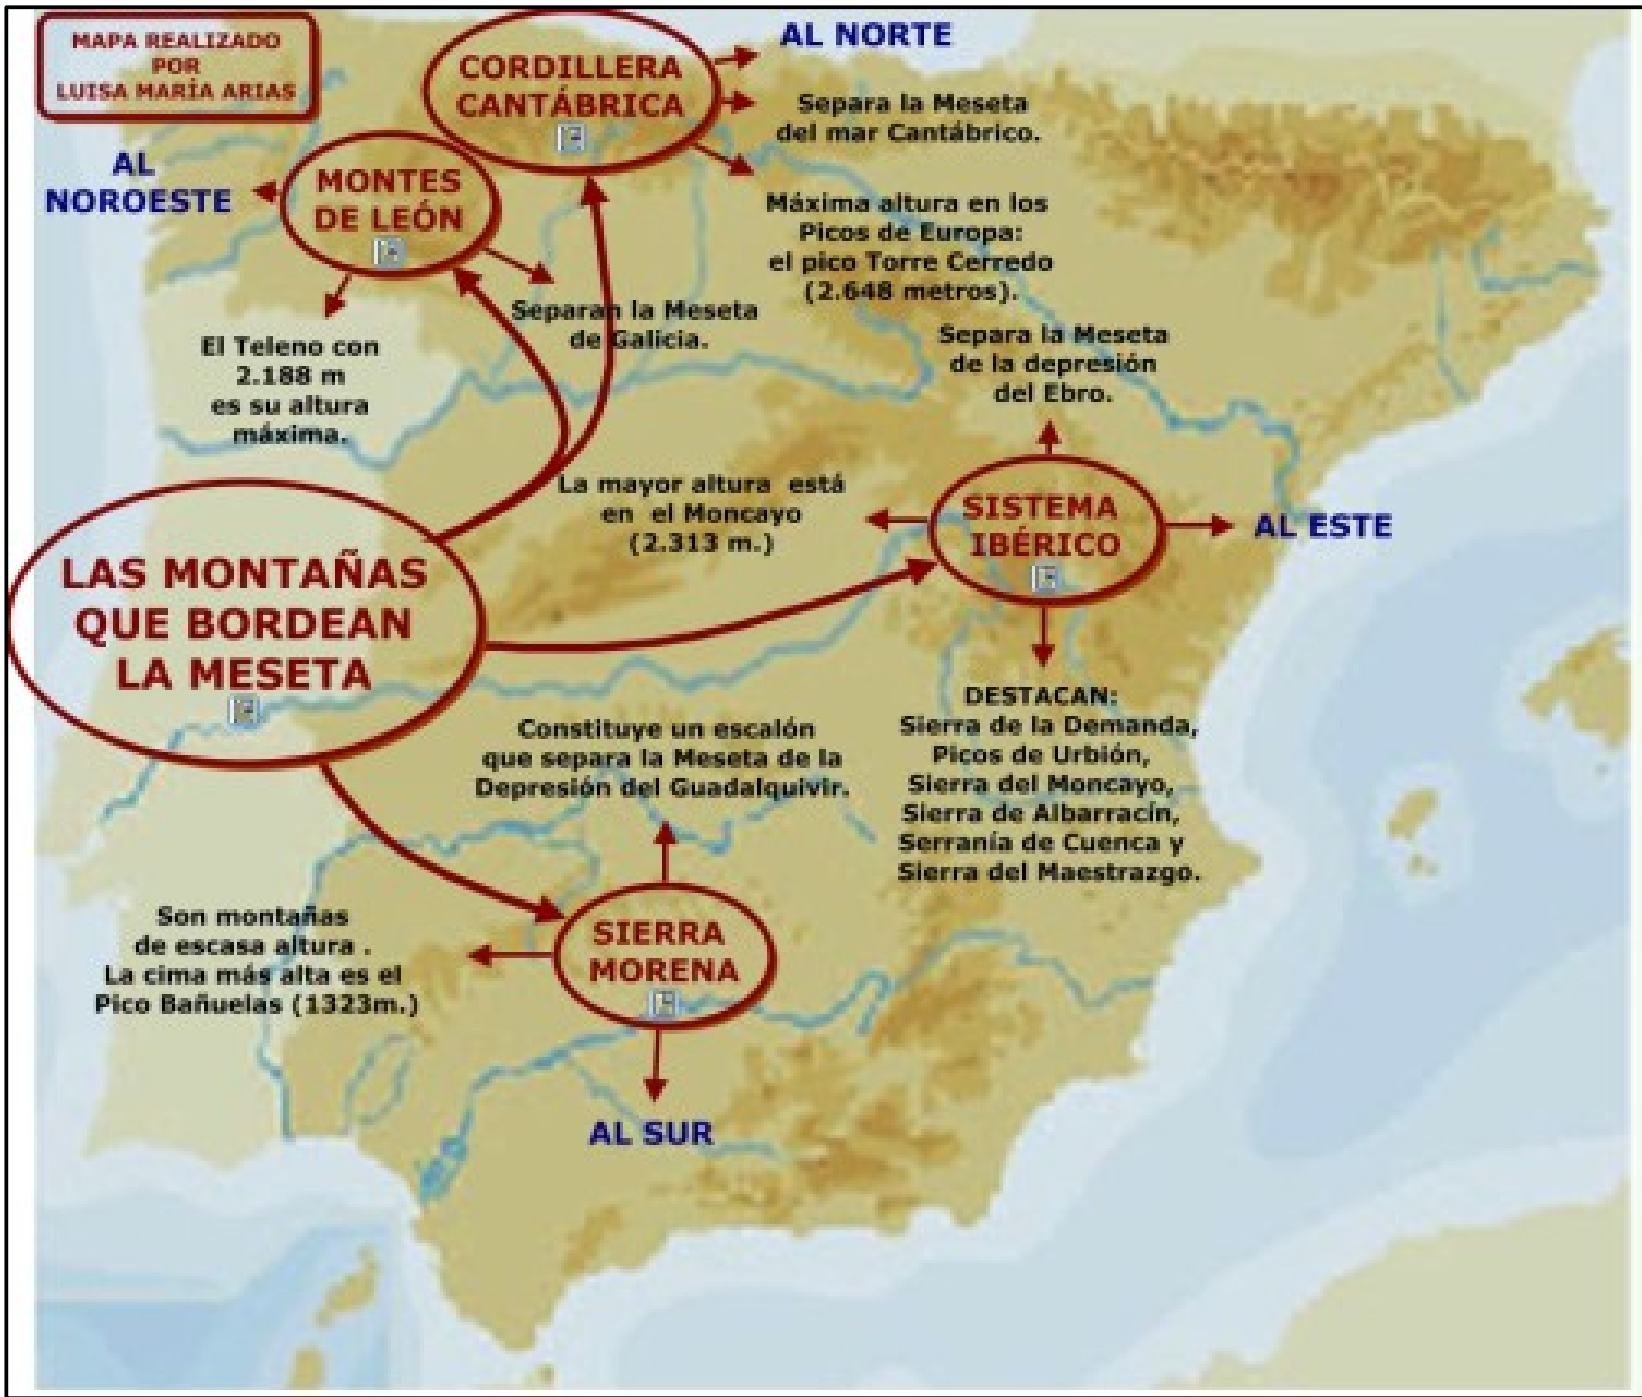 MAPA REALIZADO
POR
LUISA MARÍA ARIAS
CORDILLERA
CANTÁBRICA
AL NORTE
Separa la Meseta
del mar Cantábrico.
Máxima altura en los
Picos de Europa:
el pico Torre Cerredo
(2.648 metros).
AL
NOROESTE
MONTES
DE LEÓN
Separan la Meseta
de Galicia.
El Teleno con
2.188 m
es su altura
máxima.
Separa la Meseta
de la depresión
del Ebro.
La mayor altura está
en el Moncayo
(2.313 m.)
SISTEMA
IBÉRICO
AL ESTE
LAS MONTAÑAS
QUE BORDEAN
LA MESETA
DESTACAN:
Sierra de la Demanda,
Picos de Urbión,
Sierra del Moncayo,
Sierra de Albarracín,
Serranía de Cuenca y
Sierra del Maestrazgo.
Constituye un escalón
que separa la Meseta de la
Depresión del Guadalquivir.
Son montañas
de escasa altura .
La cima más alta es el
Pico Bañuelas (1323m.)
SIERRA
MORENA
AL SUR